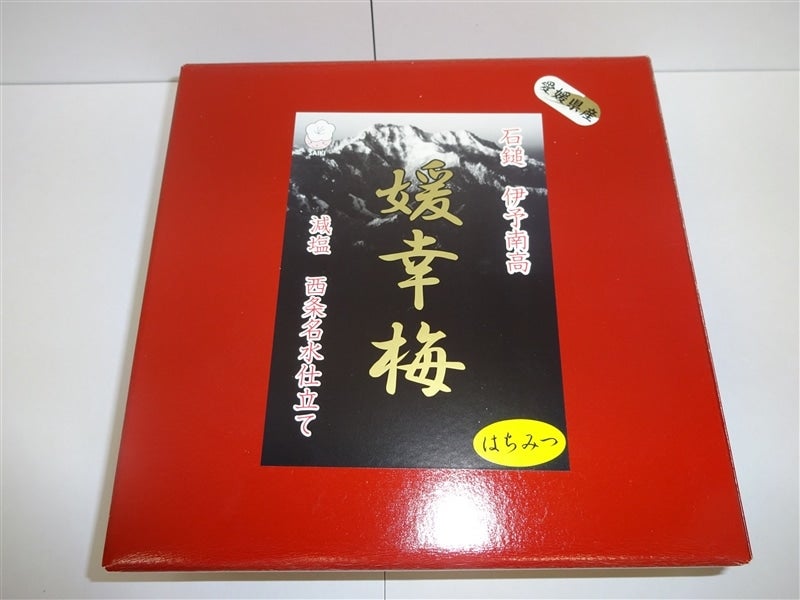 愛媛県産
石鎚 伊予南高
媛幸梅
減塩 西条名水仕立て
はちみつ
SAIKI